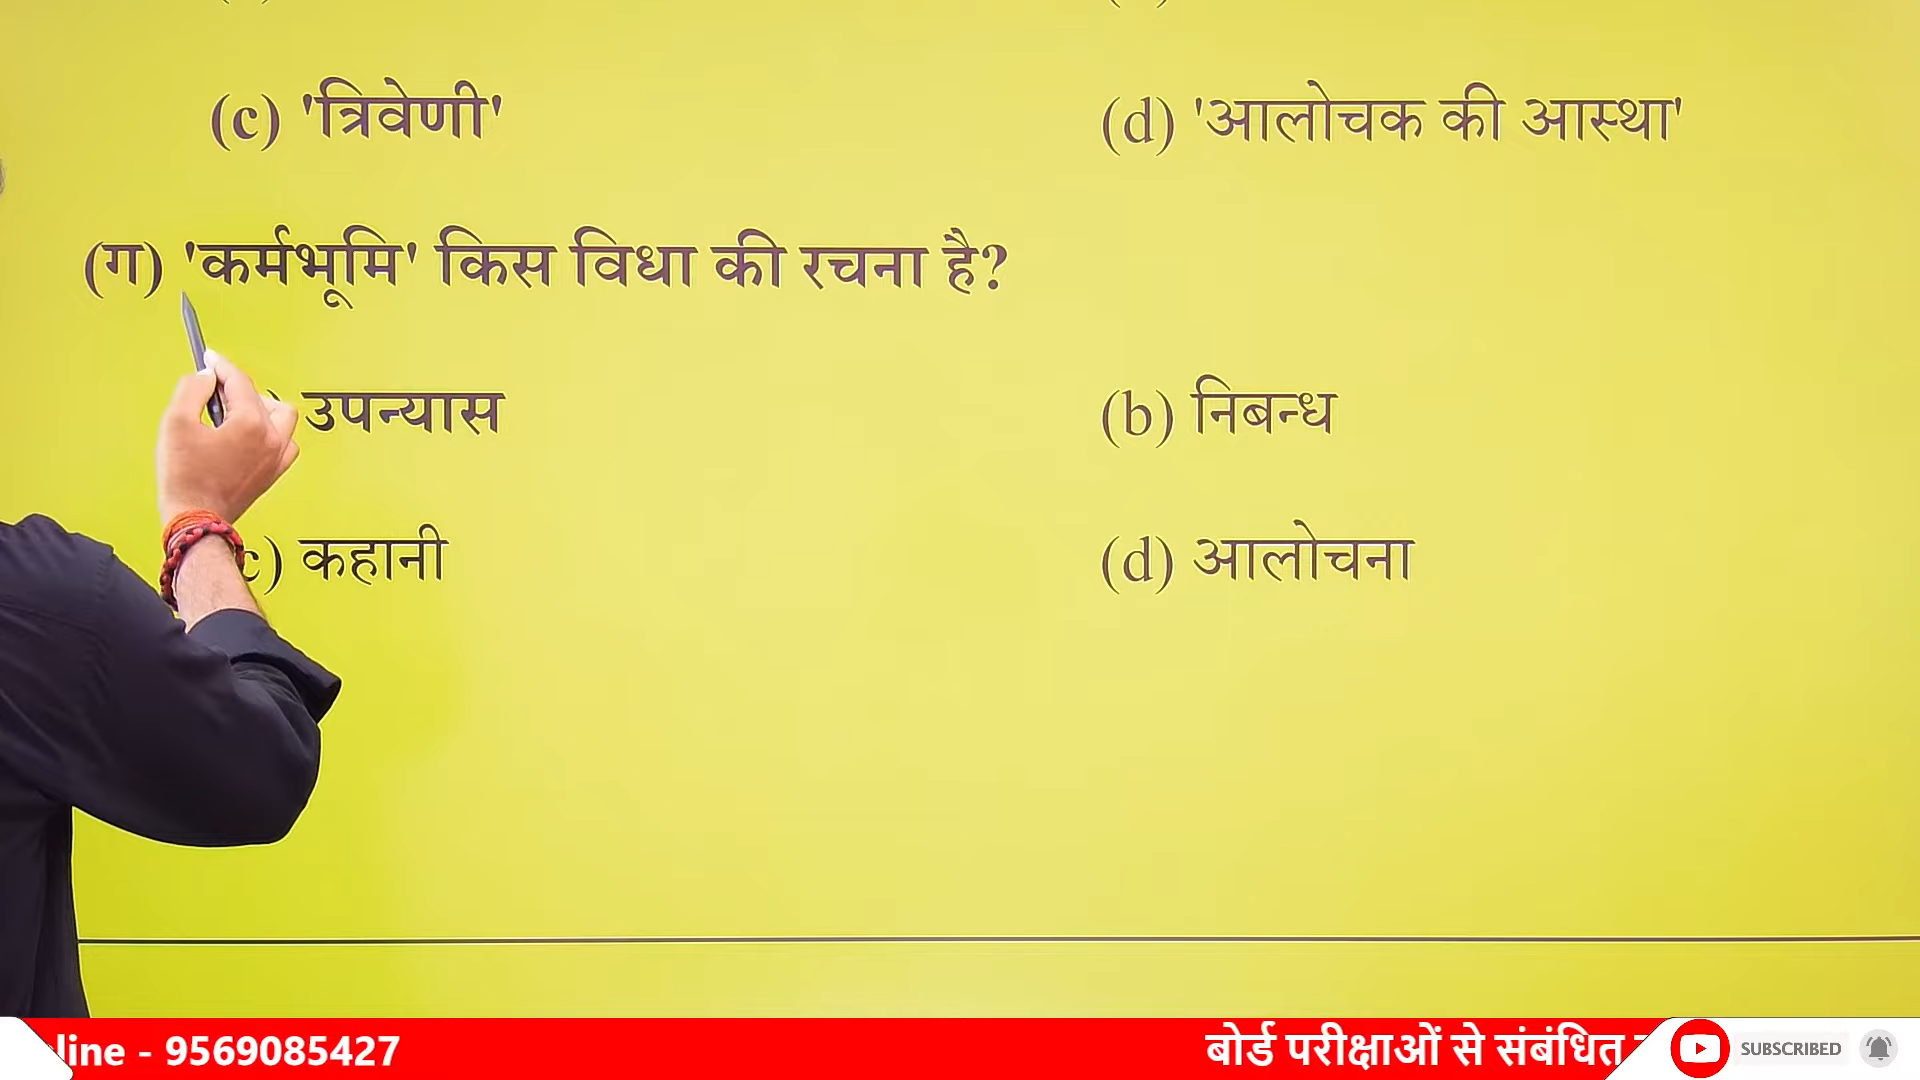 (c) 'त्रिवेणी'
(d) 'आलोचक की आस्था'
(ग) 'कर्मभूमि' किस विधा की रचना है?
) उपन्यास
(b) निबन्ध
c) कहानी
(d) आलोचना
line - 9569085427
बोर्ड परीक्षाओं से संबंधित
SUBSCRIBED